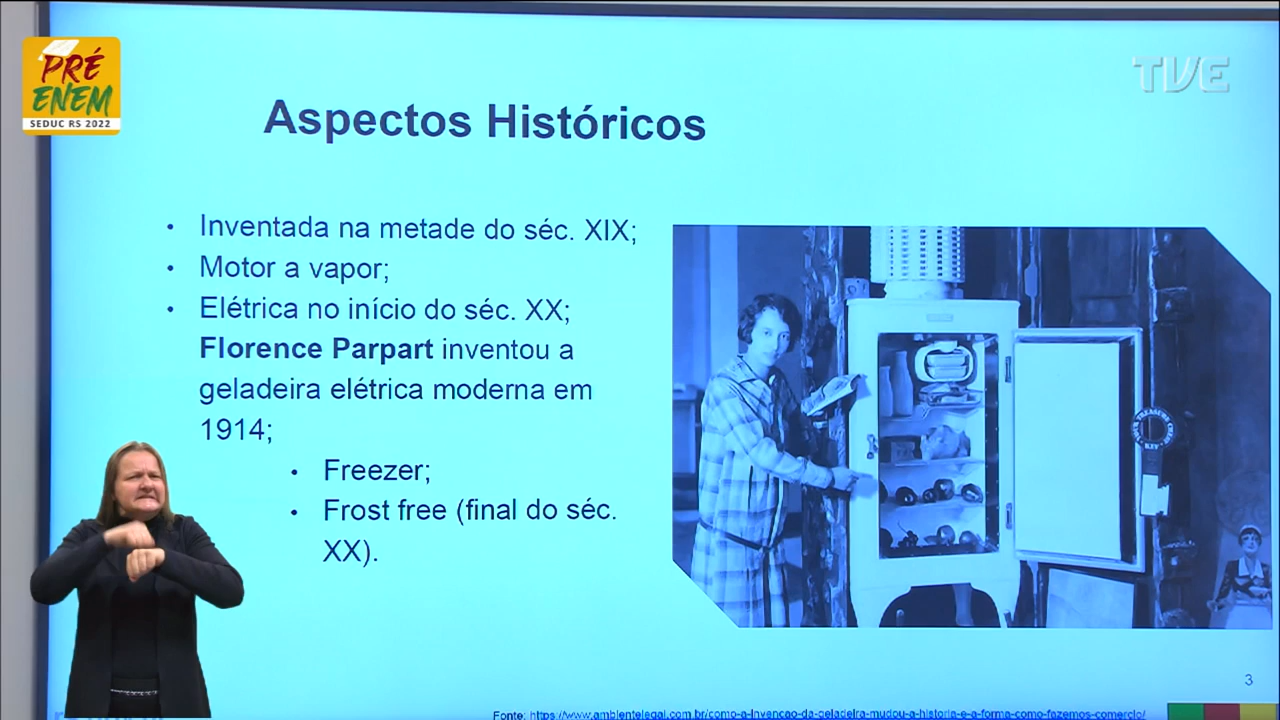 PRÉ
ENEM
SEDUC RS 2022
TVE
Aspectos Históricos
• Inventada na metade do séc. XIX;
• Motor a vapor;
• Elétrica no início do séc. XX;
Florence Parpart inventou a
geladeira elétrica moderna em
1914;
• Freezer;
• Frost free (final do séc.
XX).
3
Fonte: https://www.ambientelegal.com.br/como-a-invencao-da-geladeira-mudou-a-historia-e-a-forma-como-fazemos-comercio/